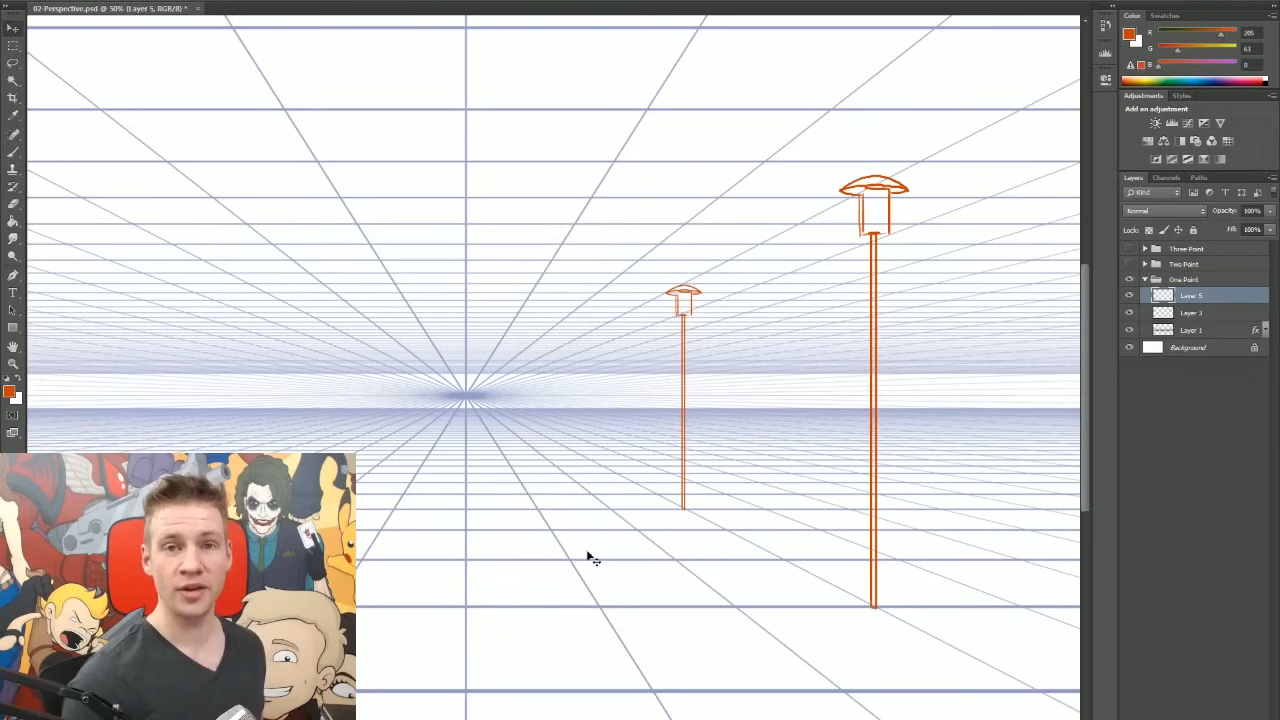 02 Perspective.psd @ 50% (Layer 5, RGB/8) *
Color Swatches
R 205
G 63
B 0
Adjustments Styles
Add an adjustment
Layers Channels Paths
Kind
Normal Opacity: 100%
Lock: Fill: 100%
Three Point
Two Point
One Point
Layer 5
Layer 3
Layer 1 fx
Background